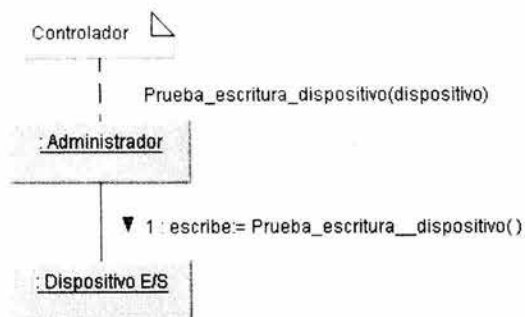 Controlador
Prueba_escritura_dispositivo(dispositivo)
: Administrador
1 : escribe:= Prueba_escritura__dispositivo()
: Dispositivo E/S